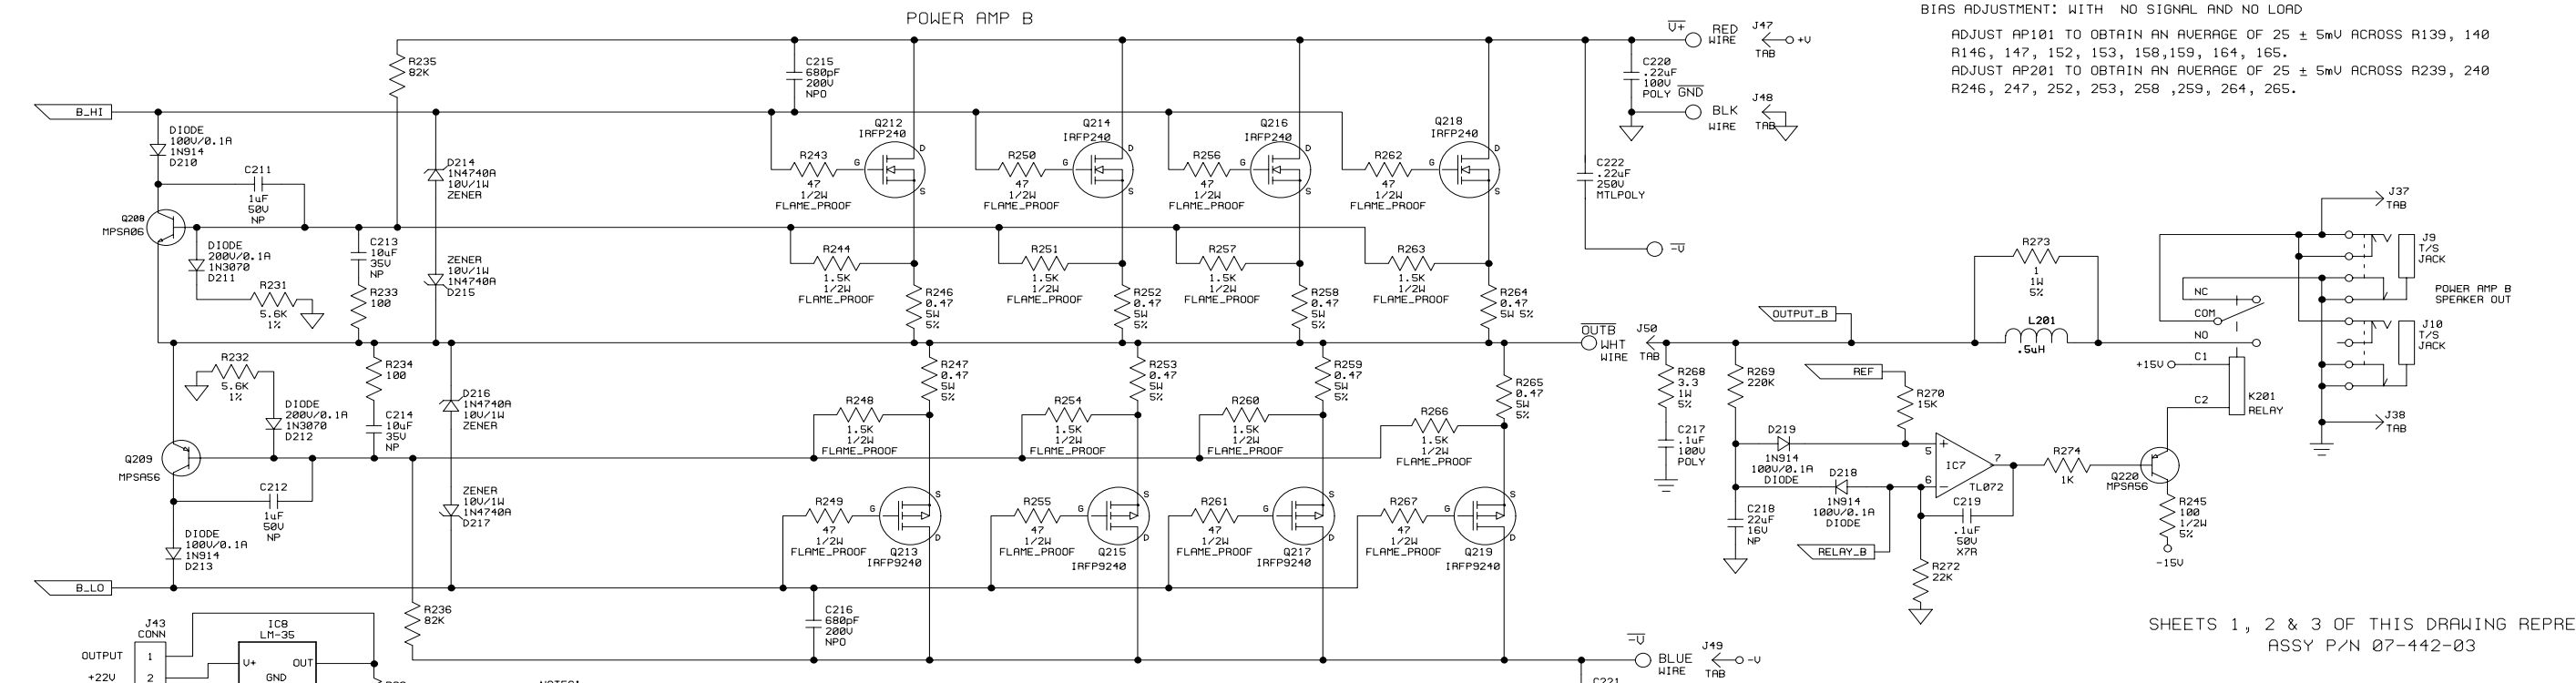 POWER AMP B
BIAS ADJUSTMENT: WITH NO SIGNAL AND NO LOAD
ADJUST AP101 TO OBTAIN AN AVERAGE OF 25 ± 5mV ACROSS R139, 140
R146, 147, 152, 153, 158,159, 164, 165.
ADJUST AP201 TO OBTAIN AN AVERAGE OF 25 ± 5mV ACROSS R239, 240
R246, 247, 252, 253, 258 ,259, 264, 265.
V+
RED
WIRE
J47
TAB
+V
R235
82K
C215
680pF
200V
NPO
C220
.22uF
100V
POLY
GND
BLK
WIRE
J48
TAB
B_HI
DIODE
100V/0.1A
1N914
D210
C211
1uF
50V
NP
D214
1N4740A
10V/1W
ZENER
Q212
IRFP240
D
G
S
R243
47
1/2W
FLAME_PROOF
Q214
IRFP240
D
G
S
R250
47
1/2W
FLAME_PROOF
Q216
IRFP240
D
G
S
R256
47
1/2W
FLAME_PROOF
Q218
IRFP240
D
G
S
R262
47
1/2W
FLAME_PROOF
C222
.22uF
250V
MTLPOLY
-V
Q208
MPSA06
DIODE
200V/0.1A
1N3070
D211
R231
5.6K
1%
C213
10uF
35V
NP
R233
100
ZENER
10V/1W
1N4740A
D215
R244
1.5K
1/2W
FLAME_PROOF
R251
1.5K
1/2W
FLAME_PROOF
R257
1.5K
1/2W
FLAME_PROOF
R263
1.5K
1/2W
FLAME_PROOF
R246
0.47
5W
5%
R252
0.47
5W
5%
R258
0.47
5W
5%
R264
0.47
5W 5%
OUTB
WHT
WIRE
J50
TAB
OUTPUT_B
R273
1
1W
5%
L201
.5uH
J37
TAB
J9
T/S
JACK
POWER AMP B
SPEAKER OUT
NC
COM
NO
J10
T/S
JACK
+15V
C1
C2
K201
RELAY
J38
TAB
R232
5.6K
1%
R234
100
DIODE
200V/0.1A
1N3070
D212
C214
10uF
35V
NP
D216
1N4740A
10V/1W
ZENER
R247
0.47
5W
5%
R253
0.47
5W
5%
R259
0.47
5W
5%
R265
0.47
5W
5%
R248
1.5K
1/2W
FLAME_PROOF
R254
1.5K
1/2W
FLAME_PROOF
R260
1.5K
1/2W
FLAME_PROOF
R266
1.5K
1/2W
FLAME_PROOF
R268
3.3
1W
5%
C217
.1uF
100V
POLY
R269
220K
REF
R270
15K
D219
1N914
100V/0.1A
DIODE
D218
1N914
100V/0.1A
DIODE
+
5
6
-
7
IC7
TL072
R274
1K
Q220
MPSA56
R245
100
1/2W
5%
-15V
C218
22uF
16V
NP
RELAY_B
C219
.1uF
50V
X7R
R272
22K
Q209
MPSA56
C212
1uF
50V
NP
DIODE
100V/0.1A
1N914
D213
ZENER
10V/1W
1N4740A
D217
R249
47
1/2W
FLAME_PROOF
G
S
D
Q213
IRFP9240
R255
47
1/2W
FLAME_PROOF
G
S
D
Q215
IRFP9240
R261
47
1/2W
FLAME_PROOF
G
S
D
Q217
IRFP9240
R267
47
1/2W
FLAME_PROOF
G
S
D
Q219
IRFP9240
B_LO
R236
82K
C216
680pF
200V
NPO
J43
CONN
OUTPUT
1
+22V
2
IC8
LM-35
V+
OUT
GND
-V
BLUE
WIRE
J49
TAB
-V
C221
SHEETS 1, 2 & 3 OF THIS DRAWING REPRE
ASSY P/N 07-442-03